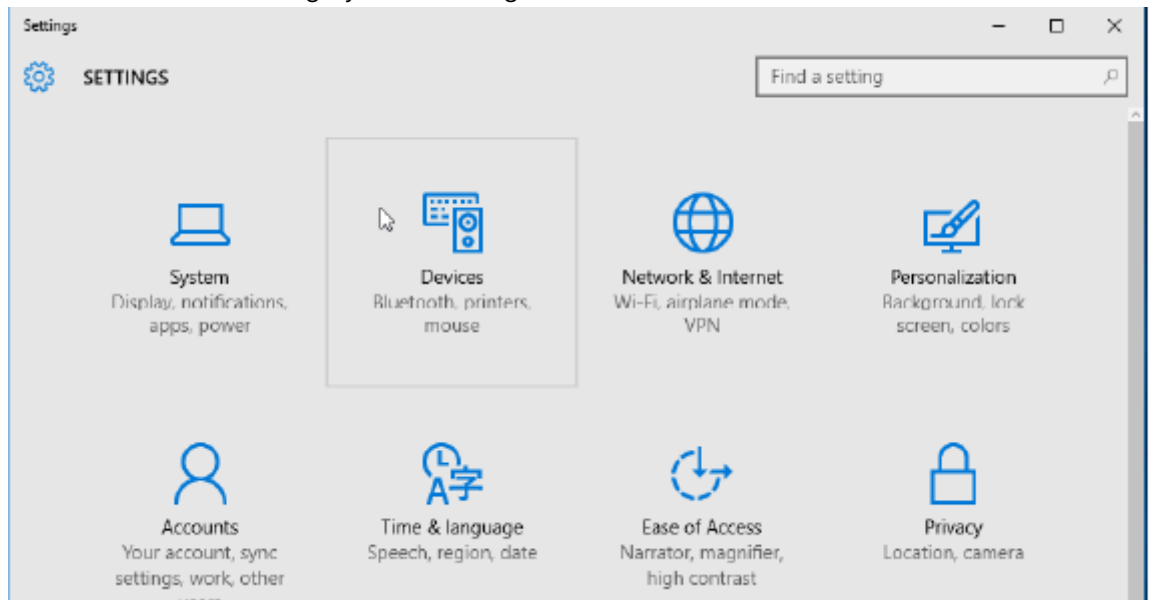 Settings
SETTINGS
Find a setting
System
Display, notifications,
apps, power
Devices
Bluetooth, printers,
mouse
Network & Internet
Wi-Fi, airplane mode,
VPN
Personalization
Background, lock
screen, colors
Accounts
Your account, sync
settings, work, other
Time & language
Speech, region, date
Ease of Access
Narrator, magnifier,
high contrast
Privacy
Location, camera